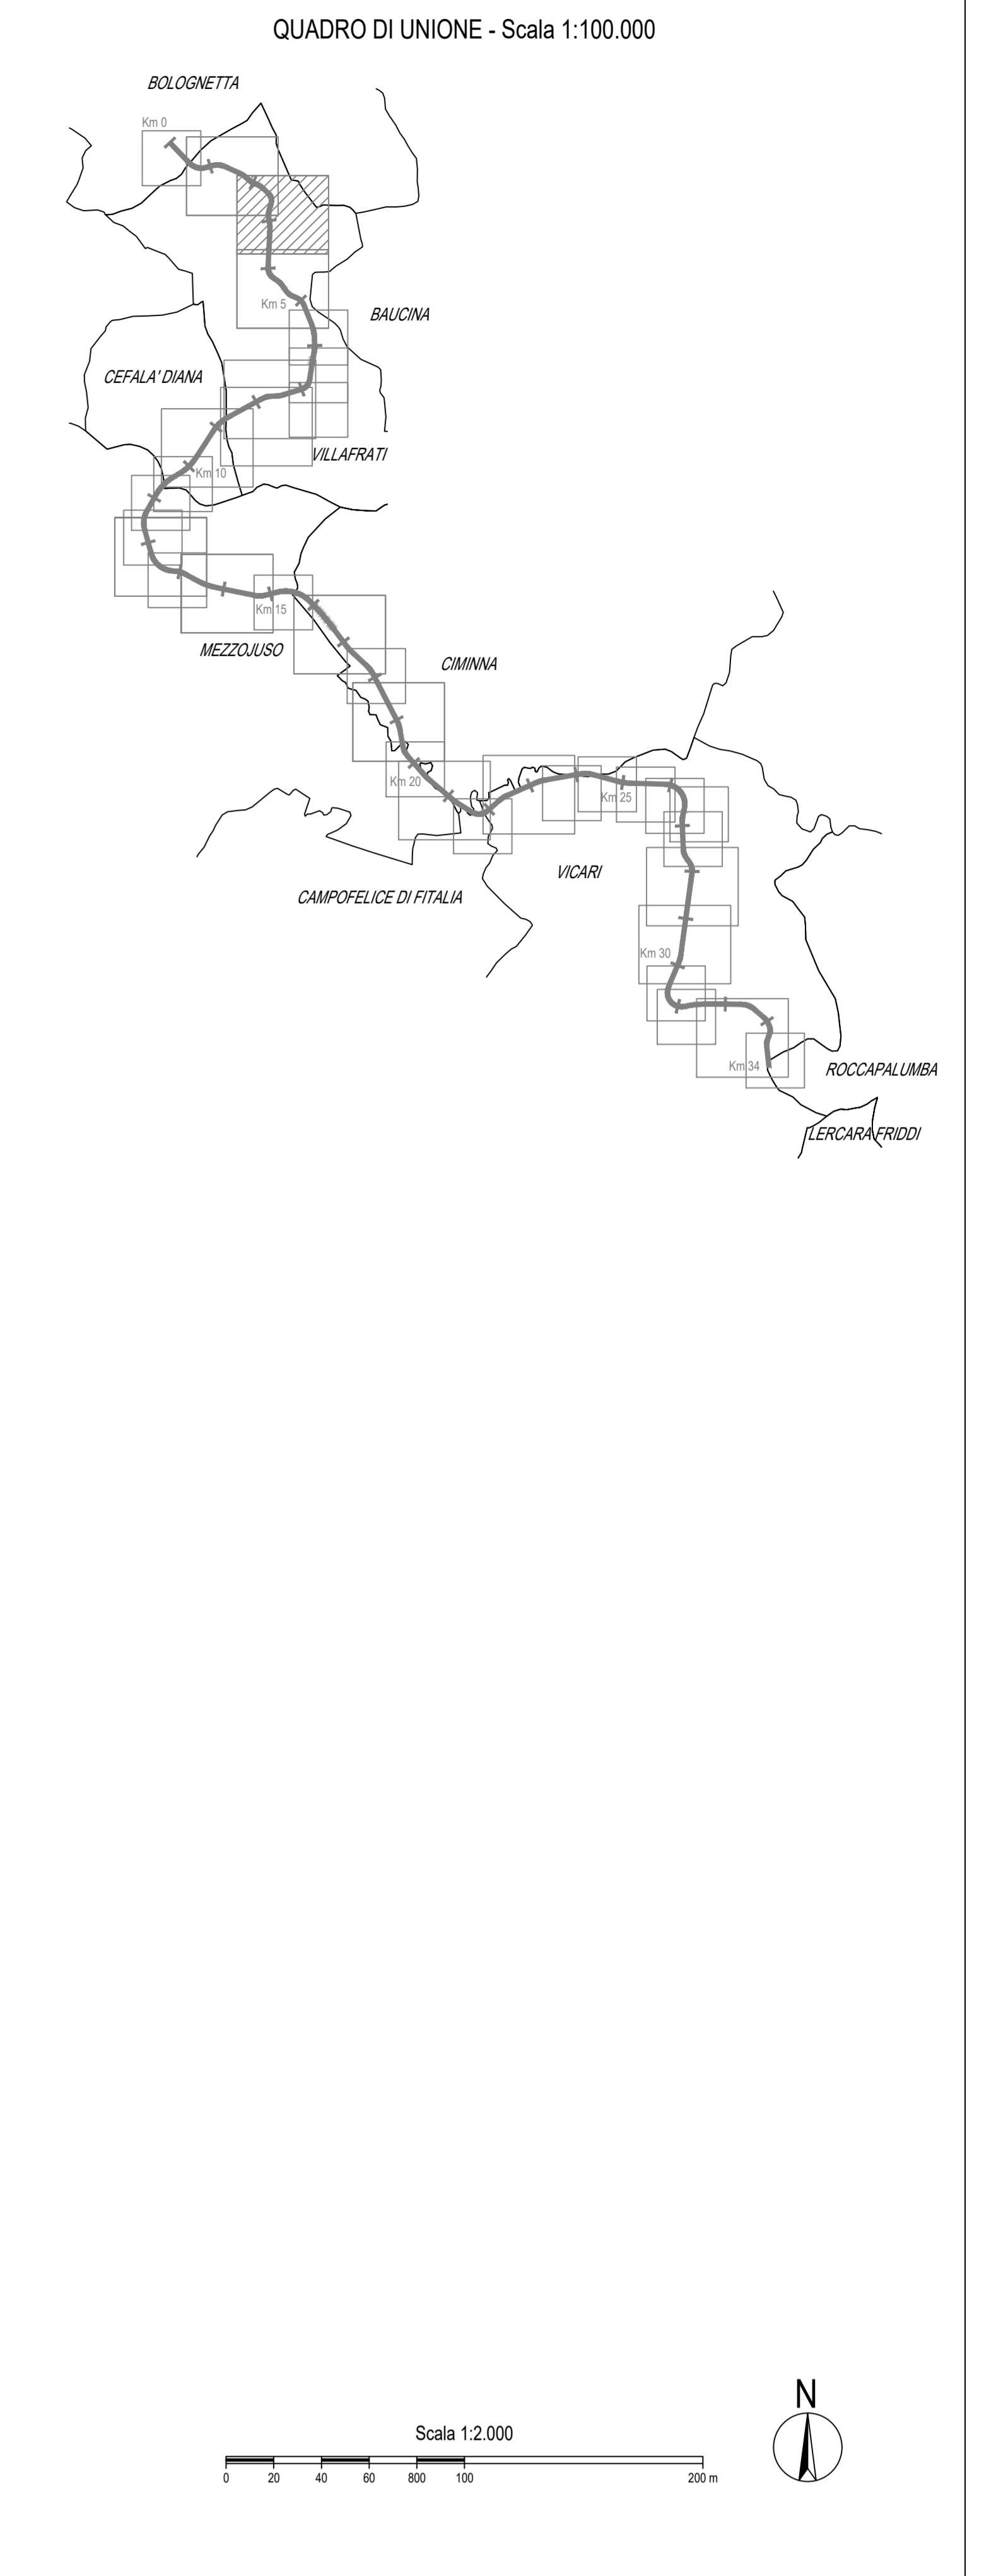 QUADRO DI UNIONE - Scala 1:100.000
BOLOGNETTA
Km 0
Km 5
BAUCINA
CEFALA' DIANA
VILLAFRATI
Km 10
Km 15
MEZZOJUSO
CIMINNA
Km 20
Km 25
VICARI
CAMPOFELICE DI FITALIA
Km 30
Km 34
ROCCAPALUMBA
LERCARA FRIDDI
N
Scala 1:2.000
0 20 40 60 800 100 200 m